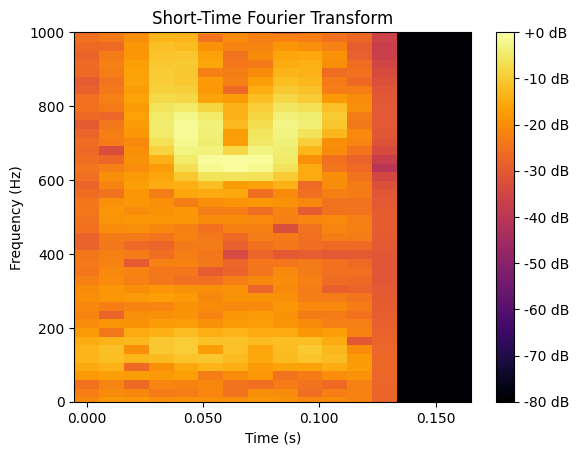 Short-Time Fourier Transform
Frequency (Hz)
1000
800
600
400
200
0
0.000
0.050
0.100
0.150
Time (s)
+0 dB
-10 dB
-20 dB
-30 dB
-40 dB
-50 dB
-60 dB
-70 dB
-80 dB